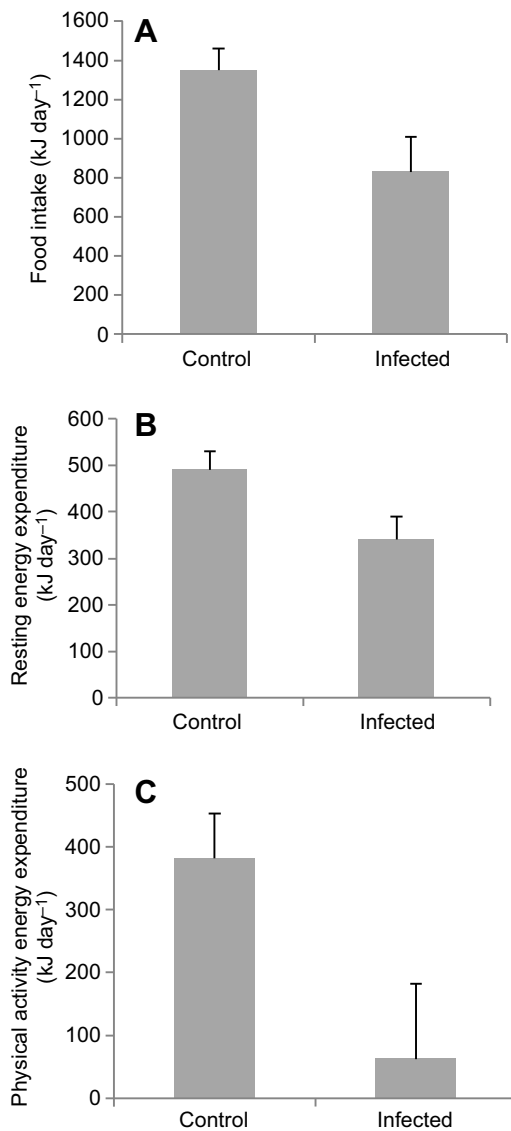 A
Food intake (kJ day⁻¹)
1600
1400
1200
1000
800
600
400
200
0
Control
Infected
B
Resting energy expenditure
(kJ day⁻¹)
600
500
400
300
200
100
0
Control
Infected
C
Physical activity energy expenditure
(kJ day⁻¹)
500
400
300
200
100
0
Control
Infected